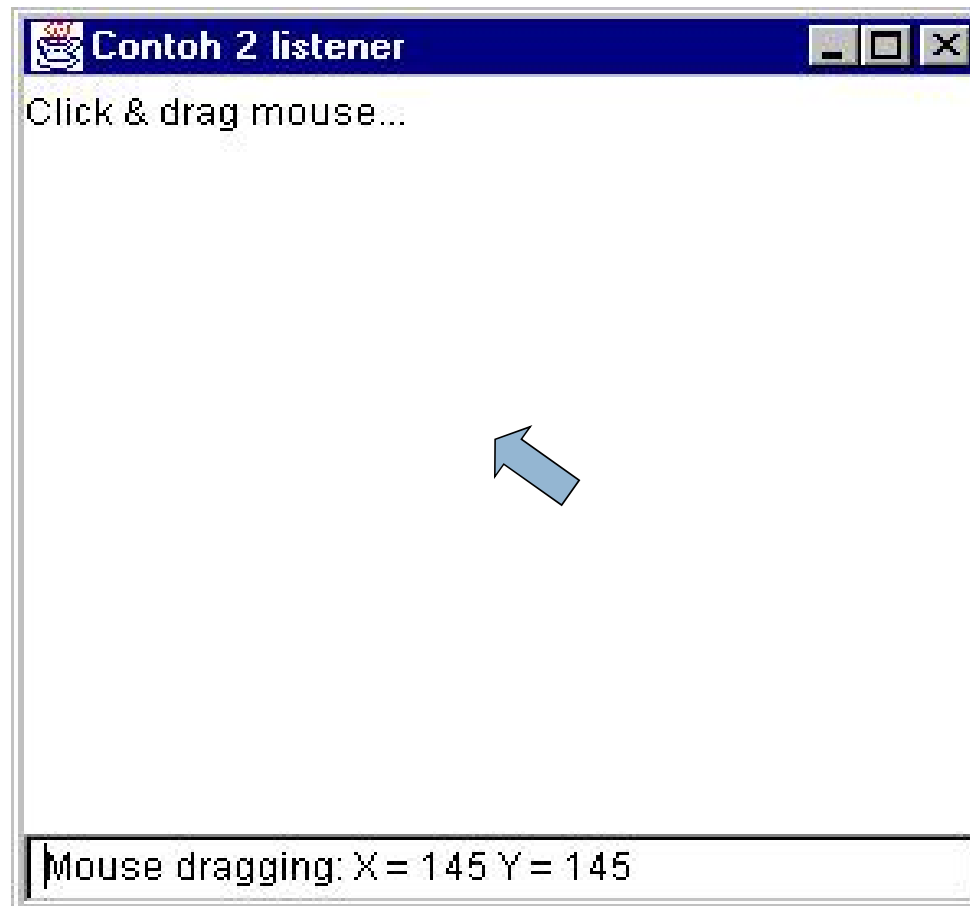 Contoh 2 listener
Click & drag mouse...
Mouse dragging: X = 145 Y = 145